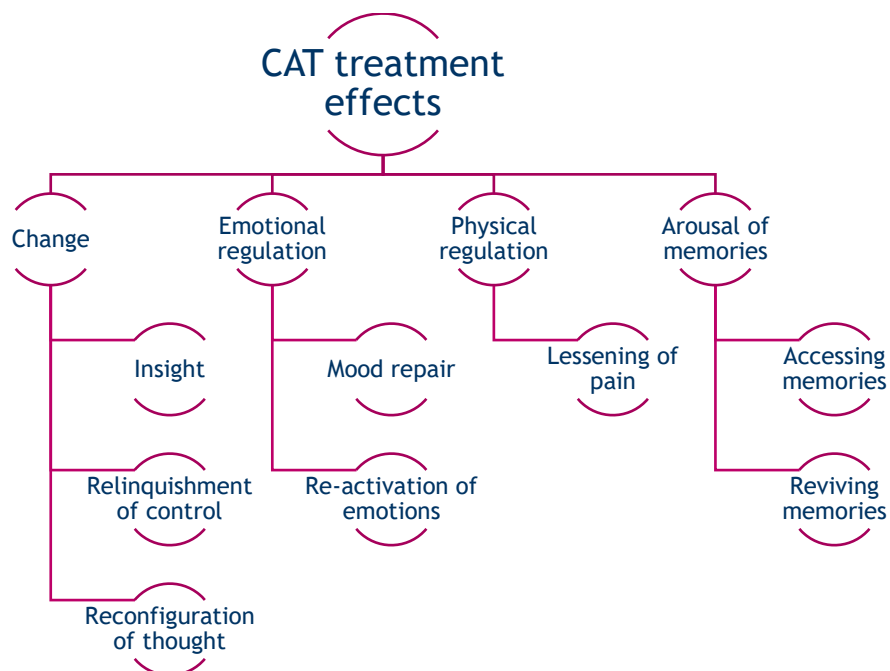 CAT treatment
effects
Change
Emotional
regulation
Physical
regulation
Arousal of
memories
Insight
Mood repair
Lessening of
pain
Accessing
memories
Relinquishment
of control
Re-activation of
emotions
Reviving
memories
Reconfiguration
of thought